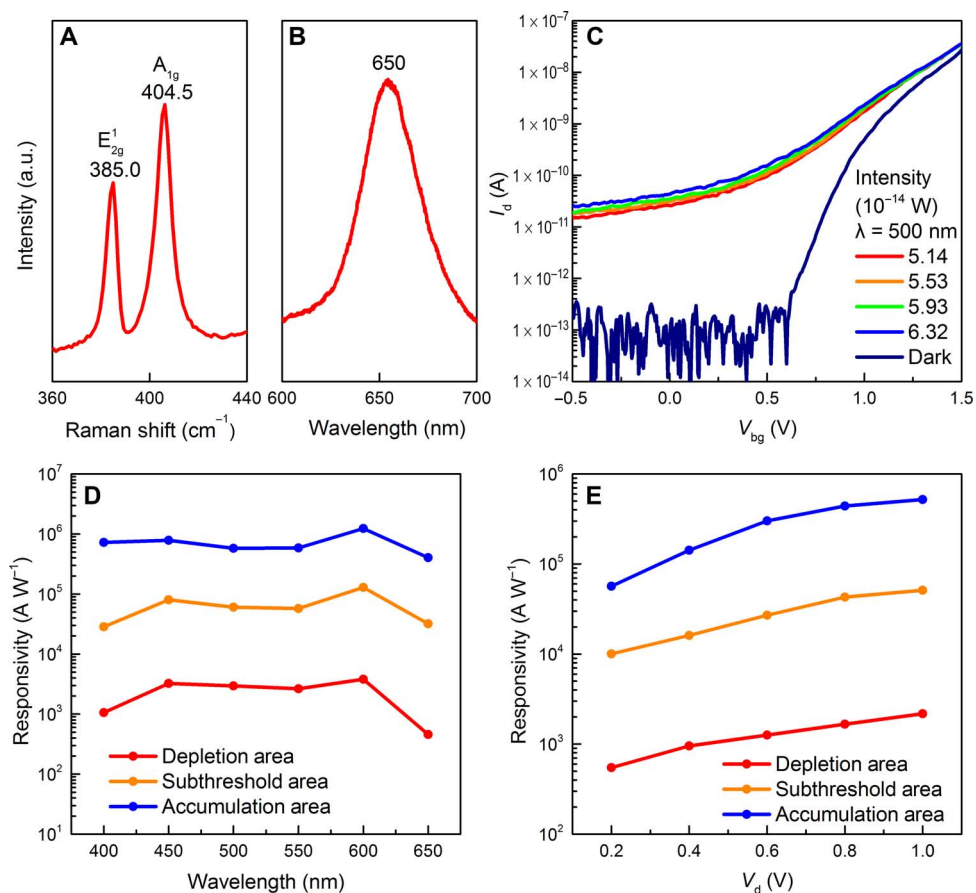 A
A1g
404.5
E12g
385.0
Intensity (a.u.)
360
400
440
Raman shift (cm−1)
B
650
600
650
700
Wavelength (nm)
C
1 × 10−7
1 × 10−8
1 × 10−9
1 × 10−10
1 × 10−11
1 × 10−12
1 × 10−13
1 × 10−14
Id (A)
Intensity
(10−14 W)
λ = 500 nm
5.14
5.53
5.93
6.32
Dark
−0.5
0.0
0.5
1.0
1.5
Vbg (V)
D
107
106
105
104
103
102
101
Responsivity (A W−1)
Depletion area
Subthreshold area
Accumulation area
400
450
500
550
600
650
Wavelength (nm)
E
106
105
104
103
102
Responsivity (A W−1)
Depletion area
Subthreshold area
Accumulation area
0.2
0.4
0.6
0.8
1.0
Vd (V)